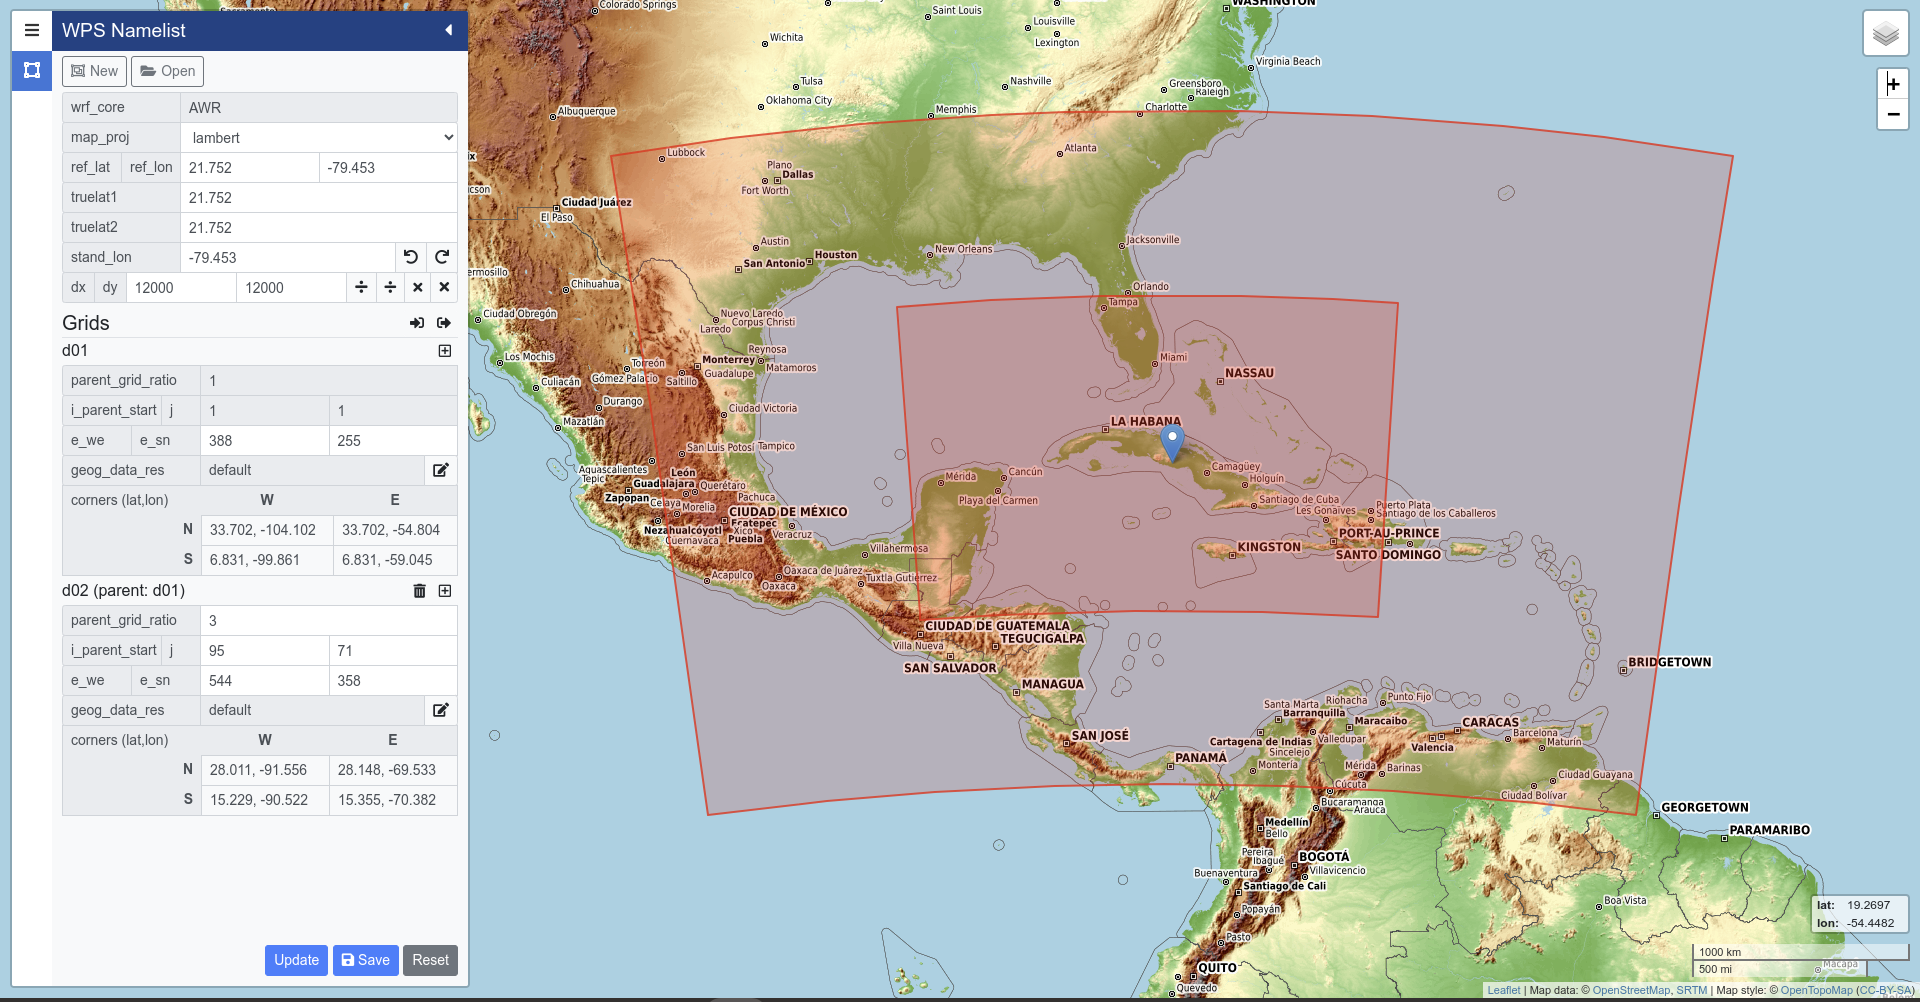 WPS Namelist
New
Open
wrf_core AWR
map_proj lambert
ref_lat ref_lon 21.752 -79.453
truelat1 21.752
truelat2 21.752
stand_lon -79.453
dx dy 12000 12000
Grids
d01
parent_grid_ratio 1
i_parent_start j 1 1
e_we e_sn 388 255
geog_data_res default
corners (lat,lon) W E
N 33.702, -104.102 33.702, -54.804
S 6.831, -99.861 6.831, -59.045
d02 (parent: d01)
parent_grid_ratio 3
i_parent_start j 95 71
e_we e_sn 544 358
geog_data_res default
corners (lat,lon) W E
N 28.011, -91.556 28.148, -69.533
S 15.229, -90.522 15.355, -70.382
Update Save Reset
Colorado Springs
Saint Louis
WASHINGTON
Louisville
Wichita
Lexington
Virginia Beach
Tulsa
Nashville
Greensboro
Raleigh
Oklahoma City
Memphis
Charlotte
Albuquerque
Lubbock
Atlanta
Plano
Dallas
Fort Worth
Ciudad Juárez
El Paso
Austin
Houston
New Orleans
Jacksonville
San Antonio
Chihuahua
Orlando
Tampa
Ciudad Obregón
Nuevo Laredo
Laredo
Corpus Christi
Los Mochis
Torreón
Monterrey
Reynosa
Matamoros
Miami
Gómez Palacio
Saltillo
Guadalupe
NASSAU
Culiacán
Durango
Ciudad Victoria
Mazatlán
LA HABANA
San Luis Potosí
Tampico
Aguascalientes
Tepic
León
Guadalajara
Querétaro
Mérida
Cancún
Camagüey
Holguín
Zapopan
Celaya
Morelia
Pachuca
Playa del Carmen
Santiago de Cuba
Les Gonaives
Puerto Plata
Santiago de los Caballeros
CIUDAD DE MÉXICO
Ecatepec
Nezahualcóyotl
Xico
Cuernavaca
Puebla
Veracruz
PORT-AU-PRINCE
KINGSTON
SANTO DOMINGO
Villahermosa
Acapulco
Oaxaca de Juárez
Oaxaca
Tuxtla Gutiérrez
CIUDAD DE GUATEMALA
TEGUCIGALPA
Villa Nueva
SAN SALVADOR
MANAGUA
BRIDGETOWN
Santa Marta
Riohacha
Punto Fijo
Barranquilla
Maracaibo
CARACAS
SAN JOSÉ
Cartagena de Indias
Valledupar
Valencia
Barcelona
Maturín
Sincelejo
PANAMÁ
Montería
Mérida
Barinas
Cúcuta
Ciudad Guayana
Ciudad Bolívar
Bucaramanga
Arauca
GEORGETOWN
PARAMARIBO
Medellín
Bello
Pereira
Ibagué
BOGOTÁ
Villavicencio
Buenaventura
Santiago de Cali
Popayán
Boa Vista
Pasto
QUITO
Quevedo
Macapá
+
−
lat: 19.2697
lon: -54.4482
1000 km
500 mi
Leaflet | Map data: © OpenStreetMap, SRTM | Map style: © OpenTopoMap (CC-BY-SA)